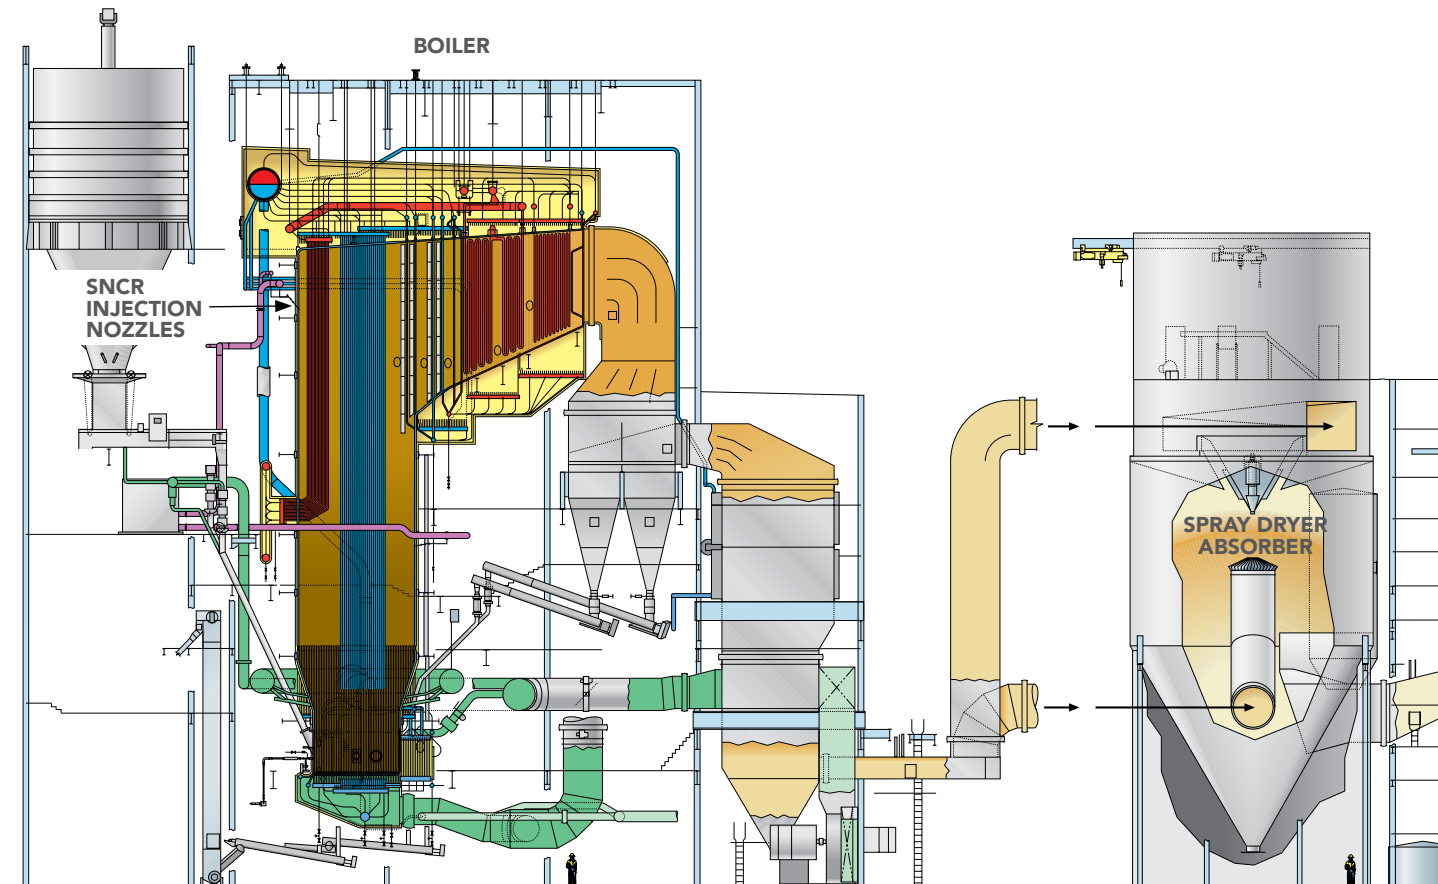 BOILER
SNCR
INJECTION
NOZZLES
SPRAY DRYER
ABSORBER